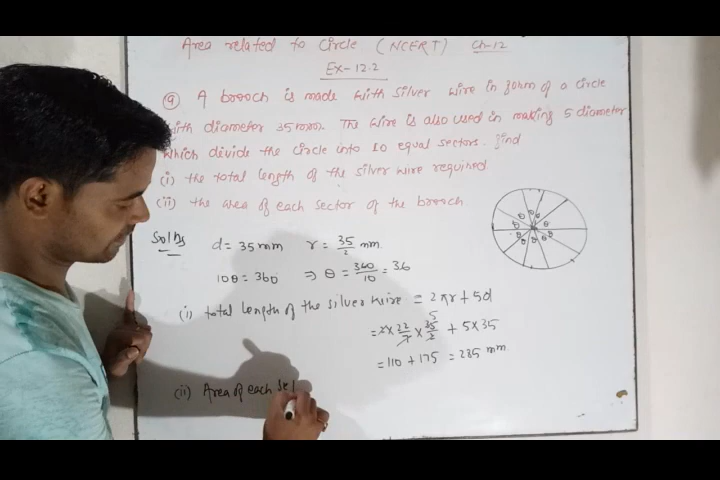 Area related to Circle (NCERT) Ch-12
Ex-12.2
(9) A brooch is made with silver wire in form of a circle
with diameter 35mm. The wire is also used in making 5 diameter
which divide the circle into 10 equal sectors. find
(i) the total length of the silver wire required.
(ii) the area of each sector of the brooch
Sol
d = 35 mm r = 35/2 mm
10θ = 360 ⇒ θ = 360/10 = 36
(i) total length of the silver wire = 2πr + 5d
= 2 × 22/7 × 35/2 + 5 × 35
5
= 110 + 175 = 285 mm
(ii) Area of each se
θ θ θ θ θ θ θ θ